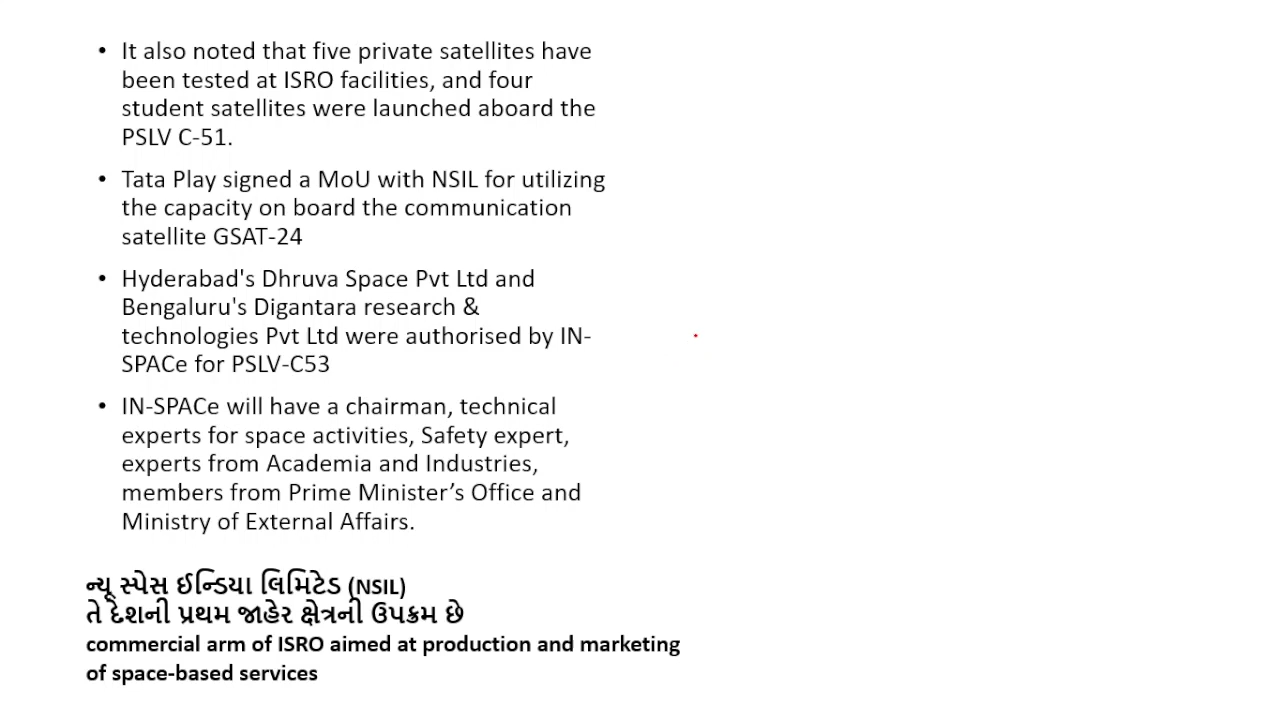 • It also noted that five private satellites have
been tested at ISRO facilities, and four
student satellites were launched aboard the
PSLV C-51.
• Tata Play signed a MoU with NSIL for utilizing
the capacity on board the communication
satellite GSAT-24
• Hyderabad's Dhruva Space Pvt Ltd and
Bengaluru's Digantara research &
technologies Pvt Ltd were authorised by IN-
SPACe for PSLV-C53
• IN-SPACe will have a chairman, technical
experts for space activities, Safety expert,
experts from Academia and Industries,
members from Prime Minister’s Office and
Ministry of External Affairs.
ન્યૂ સ્પેસ ઈન્ડિયા લિમિટેડ (NSIL)
તે દેશની પ્રથમ જાહેર ક્ષેત્રની ઉપક્રમ છે
commercial arm of ISRO aimed at production and marketing
of space-based services